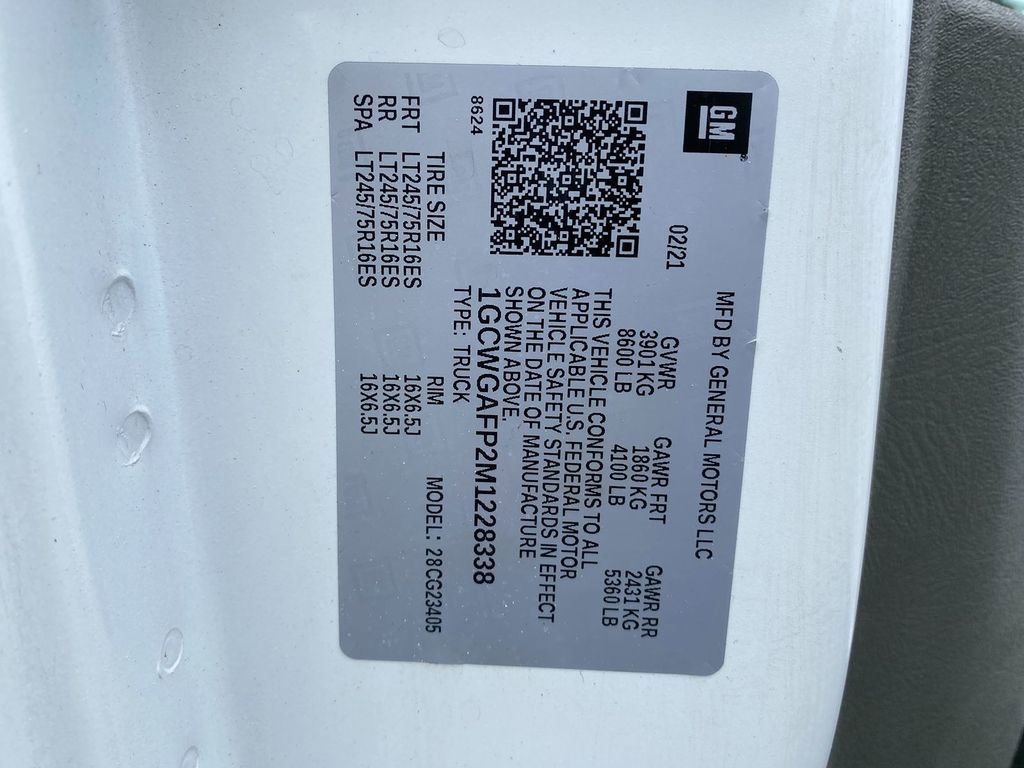 GM
MFD BY GENERAL MOTORS LLC
02/21
GVWR GAWR FRT GAWR RR
3901 KG 1860 KG 2431 KG
8600 LB 4100 LB 5360 LB
THIS VEHICLE CONFORMS TO ALL
APPLICABLE U.S. FEDERAL MOTOR
VEHICLE SAFETY STANDARDS IN EFFECT
ON THE DATE OF MANUFACTURE
SHOWN ABOVE.
8624
1GCWGAFP2M1228338
TYPE: TRUCK
MODEL: 28CG23405
TIRE SIZE RIM
FRT LT245/75R16ES 16X6.5J
RR LT245/75R16ES 16X6.5J
SPA LT245/75R16ES 16X6.5J